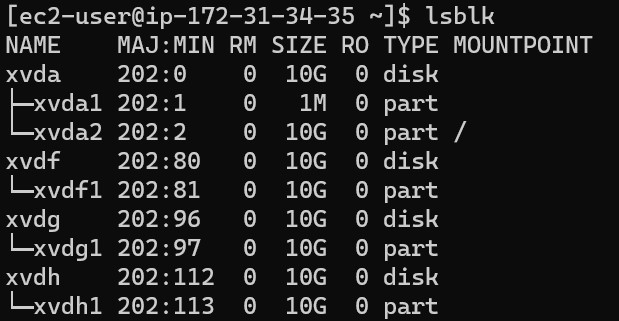 [ec2-user@ip-172-31-34-35 ~]$ lsblk
NAME    MAJ:MIN RM SIZE RO TYPE MOUNTPOINT
xvda    202:0    0  10G  0 disk
├─xvda1 202:1    0   1M  0 part
└─xvda2 202:2    0  10G  0 part /
xvdf    202:80   0  10G  0 disk
└─xvdf1 202:81   0  10G  0 part
xvdg    202:96   0  10G  0 disk
└─xvdg1 202:97   0  10G  0 part
xvdh    202:112  0  10G  0 disk
└─xvdh1 202:113  0  10G  0 part